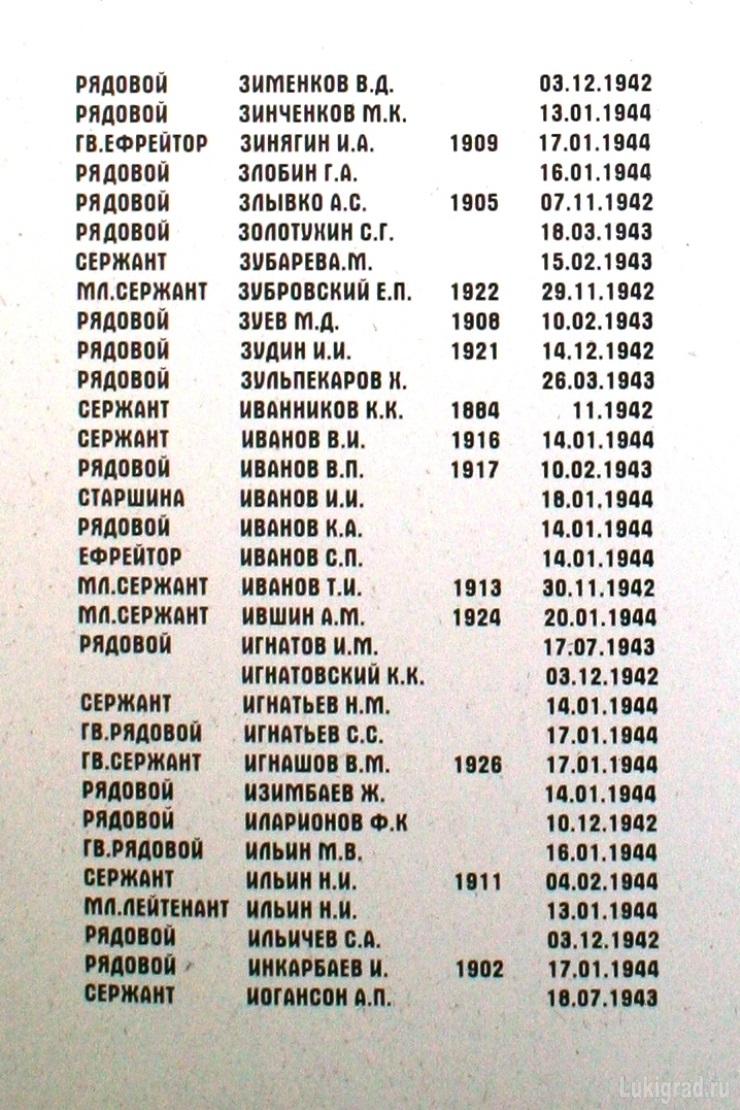 РЯДОВОЙ ЗИМЕНКОВ В.Д. 03.12.1942
РЯДОВОЙ ЗИНЧЕНКОВ М.К. 13.01.1944
ГВ.ЕФРЕЙТОР ЗИНЯГИН И.А. 1909 17.01.1944
РЯДОВОЙ ЗЛОБИН Г.А. 16.01.1944
РЯДОВОЙ ЗЛЫВКО А.С. 1905 07.11.1942
РЯДОВОЙ ЗОЛОТУХИН С.Г. 18.03.1943
СЕРЖАНТ ЗУБАРЕВА.М. 15.02.1943
МЛ.СЕРЖАНТ ЗУБРОВСКИЙ Е.П. 1922 29.11.1942
РЯДОВОЙ ЗУЕВ М.Д. 1908 10.02.1943
РЯДОВОЙ ЗУДИН И.И. 1921 14.12.1942
РЯДОВОЙ ЗУЛЬПЕКАРОВ Х. 26.03.1943
СЕРЖАНТ ИВАННИКОВ К.К. 1884 11.1942
СЕРЖАНТ ИВАНОВ В.И. 1916 14.01.1944
РЯДОВОЙ ИВАНОВ В.П. 1917 10.02.1943
СТАРШИНА ИВАНОВ И.И. 18.01.1944
РЯДОВОЙ ИВАНОВ К.А. 14.01.1944
ЕФРЕЙТОР ИВАНОВ С.П. 14.01.1944
МЛ.СЕРЖАНТ ИВАНОВ Т.И. 1913 30.11.1942
МЛ.СЕРЖАНТ ИВШИН А.М. 1924 20.01.1944
РЯДОВОЙ ИГНАТОВ И.М. 17.07.1943
ИГНАТОВСКИЙ К.К. 03.12.1942
СЕРЖАНТ ИГНАТЬЕВ Н.М. 14.01.1944
ГВ.РЯДОВОЙ ИГНАТЬЕВ С.С. 17.01.1944
ГВ.СЕРЖАНТ ИГНАШОВ В.М. 1926 17.01.1944
РЯДОВОЙ ИЗИМБАЕВ Ж. 14.01.1944
РЯДОВОЙ ИЛАРИОНОВ Ф.К 10.12.1942
ГВ.РЯДОВОЙ ИЛЬИН М.В. 16.01.1944
СЕРЖАНТ ИЛЬИН Н.И. 1911 04.02.1944
МЛ.ЛЕЙТЕНАНТ ИЛЬИН Н.И. 13.01.1944
РЯДОВОЙ ИЛЬИЧЕВ С.А. 03.12.1942
РЯДОВОЙ ИНКАРБАЕВ И. 1902 17.01.1944
СЕРЖАНТ ИОГАНСОН А.П. 18.07.1943
Lukigrad.ru